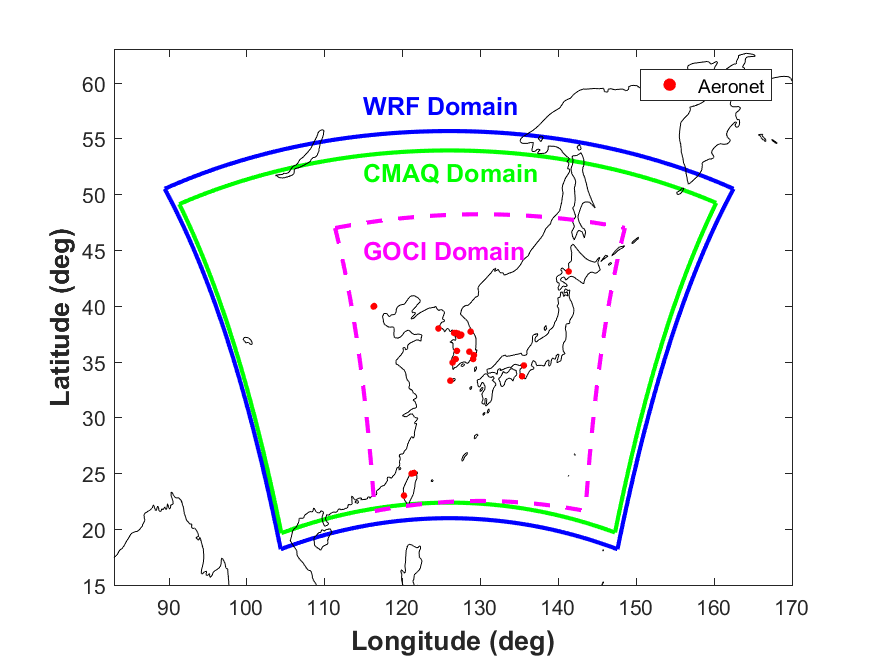 60
55
50
45
40
35
30
25
20
15
Latitude (deg)
Aeronet
WRF Domain
CMAQ Domain
GOCI Domain
90 100 110 120 130 140 150 160 170
Longitude (deg)